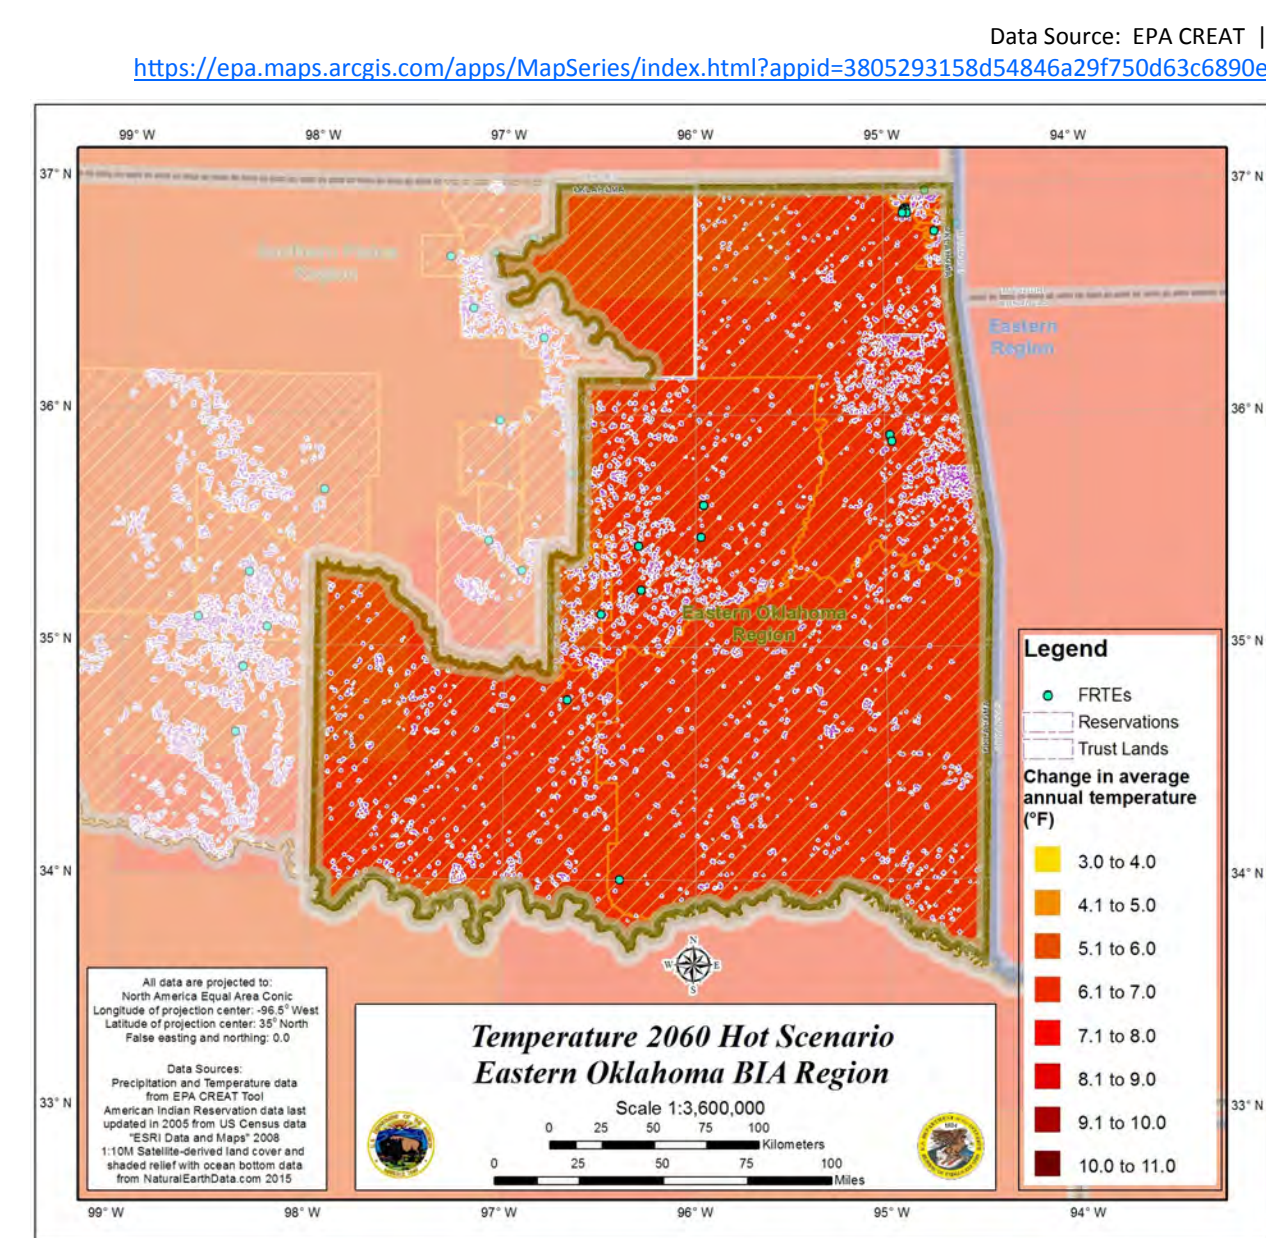 Data Source: EPA CREAT |
https://epa.maps.arcgis.com/apps/MapSeries/index.html?appid=3805293158d54846a29f750d63c6890e
99° W 98° W 97° W 96° W 95° W 94° W
37° N 37° N
OKLAHOMA
Region
Eastern
Region
36° N 36° N
Eastern Oklahoma
Region
35° N 35° N
Legend
FRTEs
Reservations
Trust Lands
Change in average
annual temperature
(°F)
3.0 to 4.0
4.1 to 5.0
5.1 to 6.0
6.1 to 7.0
7.1 to 8.0
8.1 to 9.0
9.1 to 10.0
10.0 to 11.0
34° N 34° N
N
W E
S
All data are projected to:
North America Equal Area Conic
Longitude of projection center: -96.5° West
Latitude of projection center: 35° North
False easting and northing: 0.0
Data Sources:
Precipitation and Temperature data
from EPA CREAT Tool
American Indian Reservation data last
updated in 2005 from US Census data
"ESRI Data and Maps" 2008
1:10M Satellite-derived land cover and
shaded relief with ocean bottom data
from NaturalEarthData.com 2015
Temperature 2060 Hot Scenario
Eastern Oklahoma BIA Region
Scale 1:3,600,000
0 25 50 75 100
Kilometers
0 25 50 75 100
Miles
33° N 33° N
99° W 98° W 97° W 96° W 95° W 94° W